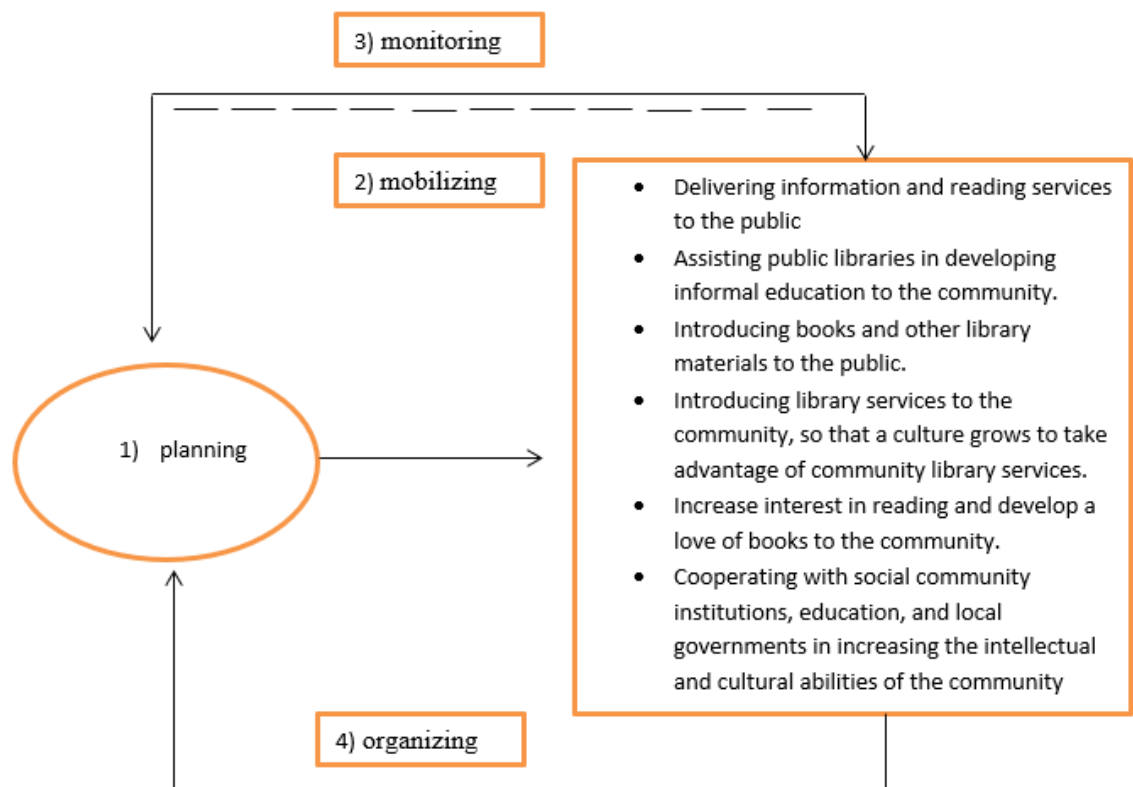 3) monitoring
2) mobilizing
1) planning
• Delivering information and reading services
to the public
• Assisting public libraries in developing
informal education to the community.
• Introducing books and other library
materials to the public.
• Introducing library services to the
community, so that a culture grows to take
advantage of community library services.
• Increase interest in reading and develop a
love of books to the community.
• Cooperating with social community
institutions, education, and local
governments in increasing the intellectual
and cultural abilities of the community
4) organizing